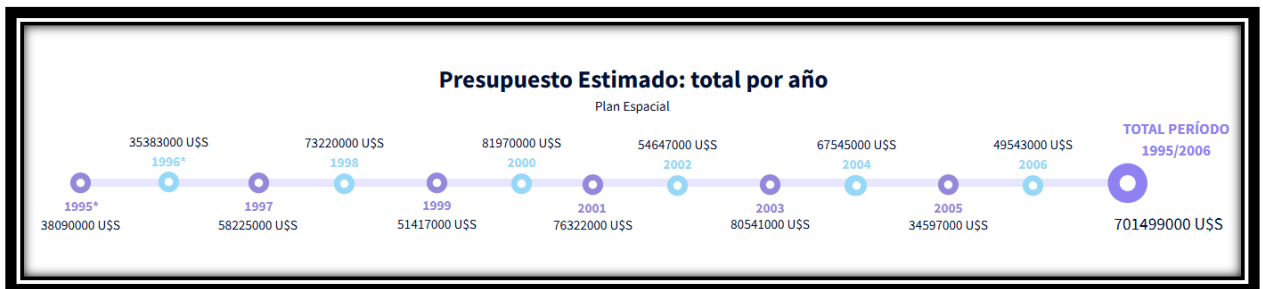 Presupuesto Estimado: total por año
Plan Espacial
38090000 U$S
1995*
35383000 U$S
1996*
1997
58225000 U$S
73220000 U$S
1998
1999
51417000 U$S
81970000 U$S
2000
2001
76322000 U$S
54647000 U$S
2002
2003
80541000 U$S
67545000 U$S
2004
2005
34597000 U$S
49543000 U$S
2006
TOTAL PERÍODO
1995/2006
701499000 U$S